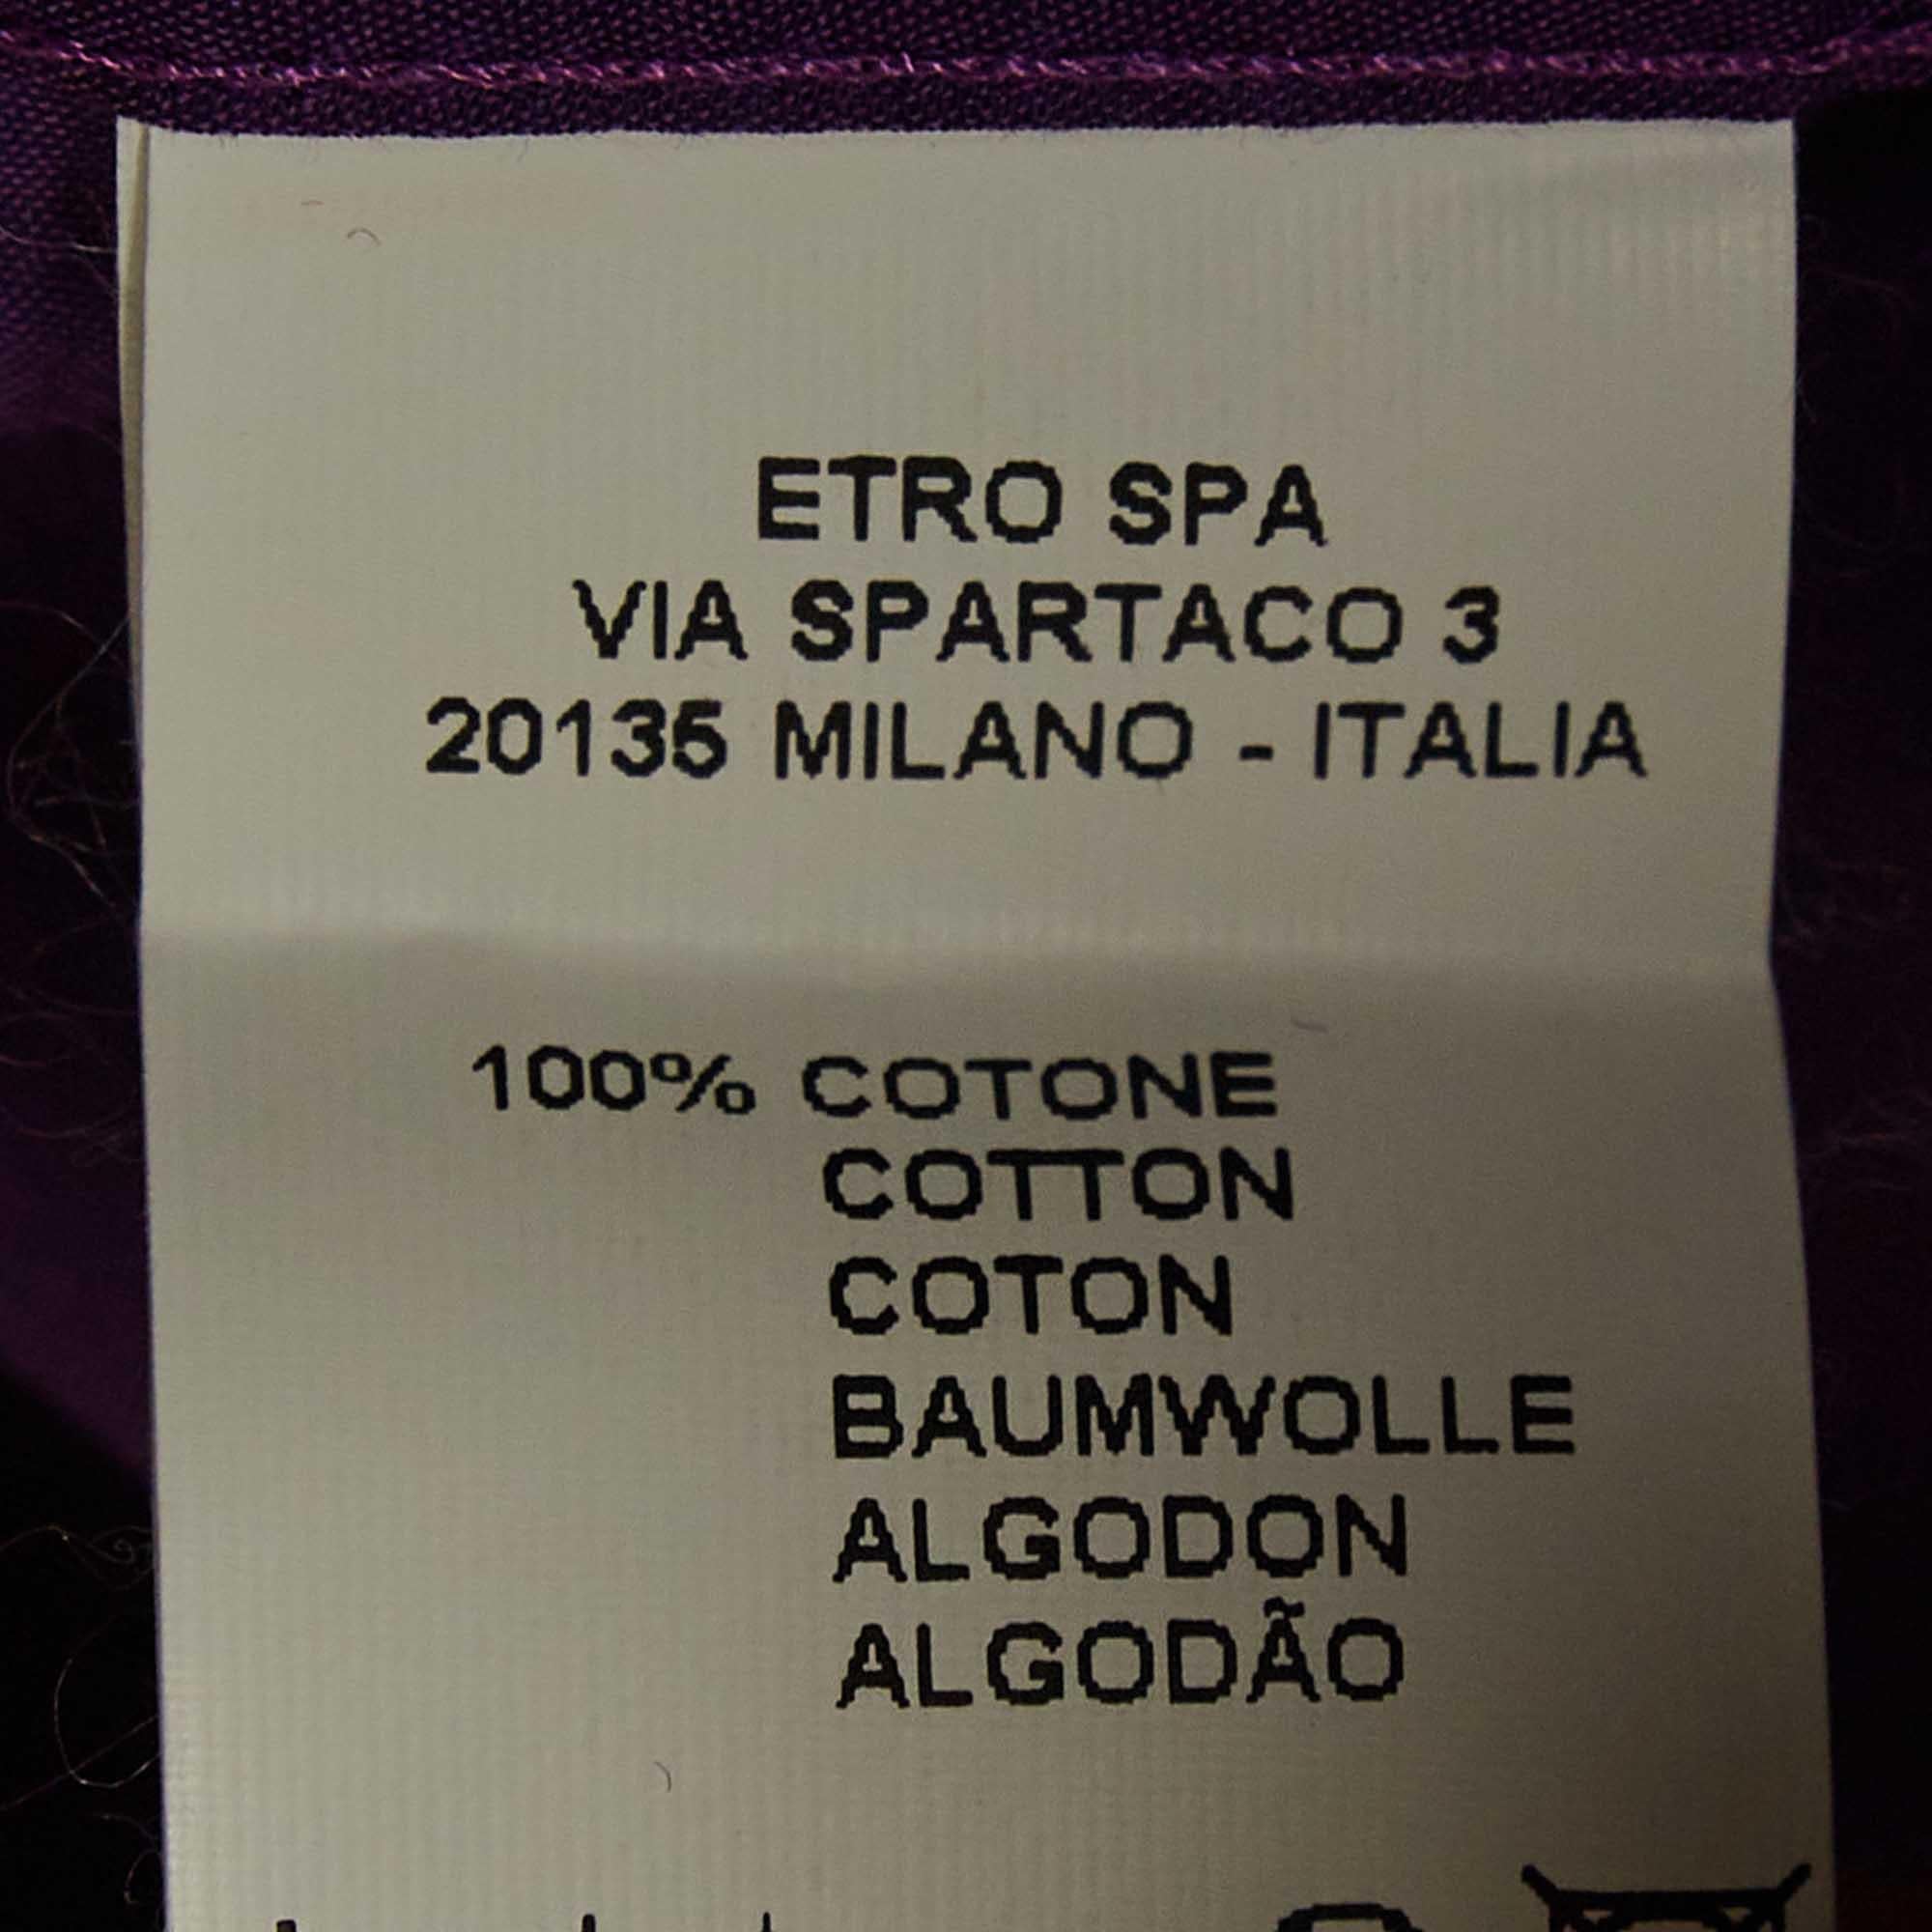 ETRO SPA
VIA SPARTACO 3
20135 MILANO - ITALIA
100% COTONE
COTTON
COTON
BAUMWOLLE
ALGODON
ALGODÃO